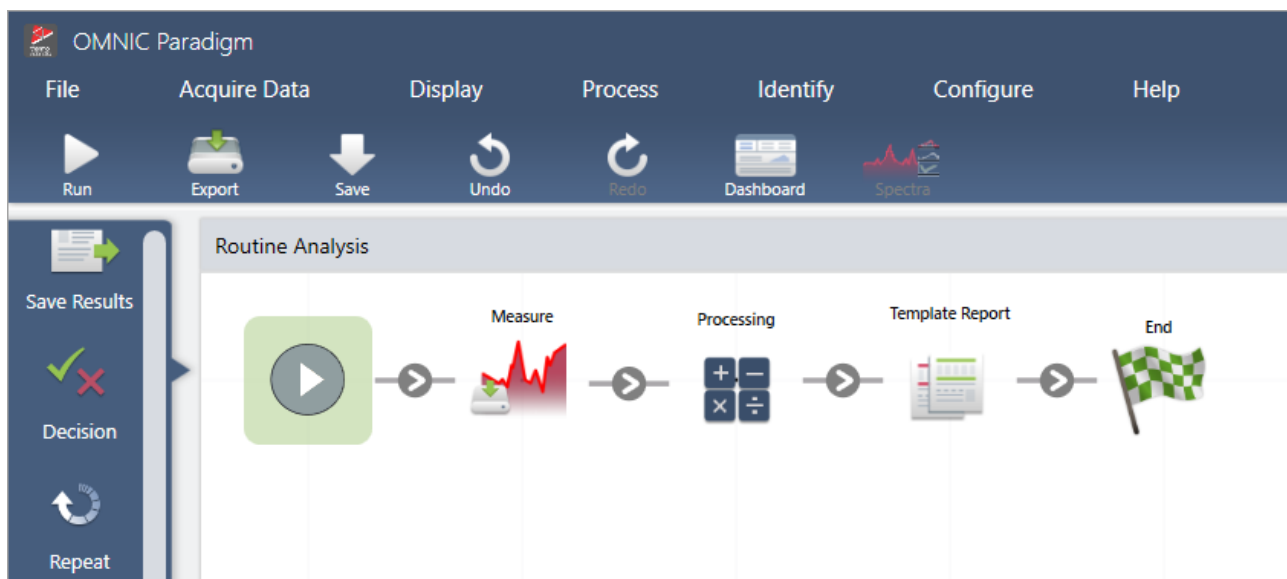 OMNIC Paradigm
File Acquire Data Display Process Identify Configure Help
Run Export Save Undo Redo Dashboard Spectra
Routine Analysis
Save Results
Decision
Repeat
Measure
Processing
Template Report
End